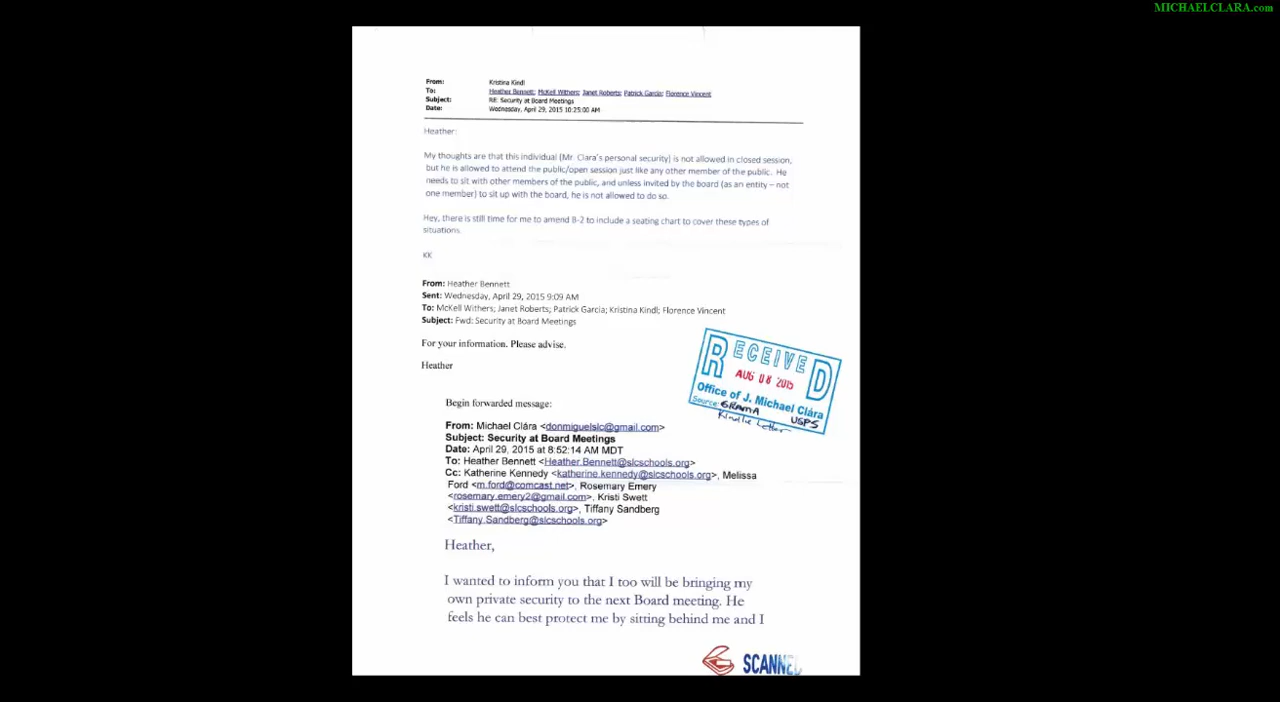 MICHAELCLARA.com
From: Kristina Kindl
To: Heather Bennett; McKell Withers; Janet Roberts; Patrick Garcia; Florence Vincent
Subject: RE: Security at Board Meetings
Date: Wednesday, April 29, 2015 10:25:00 AM
Heather:
My thoughts are that this individual (Mr Clara's personal security) is not allowed in closed session,
but he is allowed to attend the public/open session just like any other member of the public. He
needs to sit with other members of the public, and unless invited by the board (as an entity – not
one member) to sit up with the board, he is not allowed to do so.
Hey, there is still time for me to amend B-2 to include a seating chart to cover these types of
situations.
KK
From: Heather Bennett
Sent: Wednesday, April 29, 2015 9:09 AM
To: McKell Withers; Janet Roberts; Patrick Garcia; Kristina Kindl; Florence Vincent
Subject: Fwd: Security at Board Meetings
For your information. Please advise.
Heather
RECEIVED
AUG 08 2015
Office of J. Michael Clára
Source: GRAMA USPS
Kindle Letter
Begin forwarded message:
From: Michael Clára <donmiguelslc@gmail.com>
Subject: Security at Board Meetings
Date: April 29, 2015 at 8:52:14 AM MDT
To: Heather Bennett <Heather.Bennett@slcschools.org>
Cc: Katherine Kennedy <katherine.kennedy@slcschools.org>, Melissa
Ford <m.ford@comcast.net>, Rosemary Emery
<rosemary.emery2@gmail.com>, Kristi Swett
<kristi.swett@slcschools.org>, Tiffany Sandberg
<Tiffany.Sandberg@slcschools.org>
Heather,
I wanted to inform you that I too will be bringing my
own private security to the next Board meeting. He
feels he can best protect me by sitting behind me and I
SCANNED